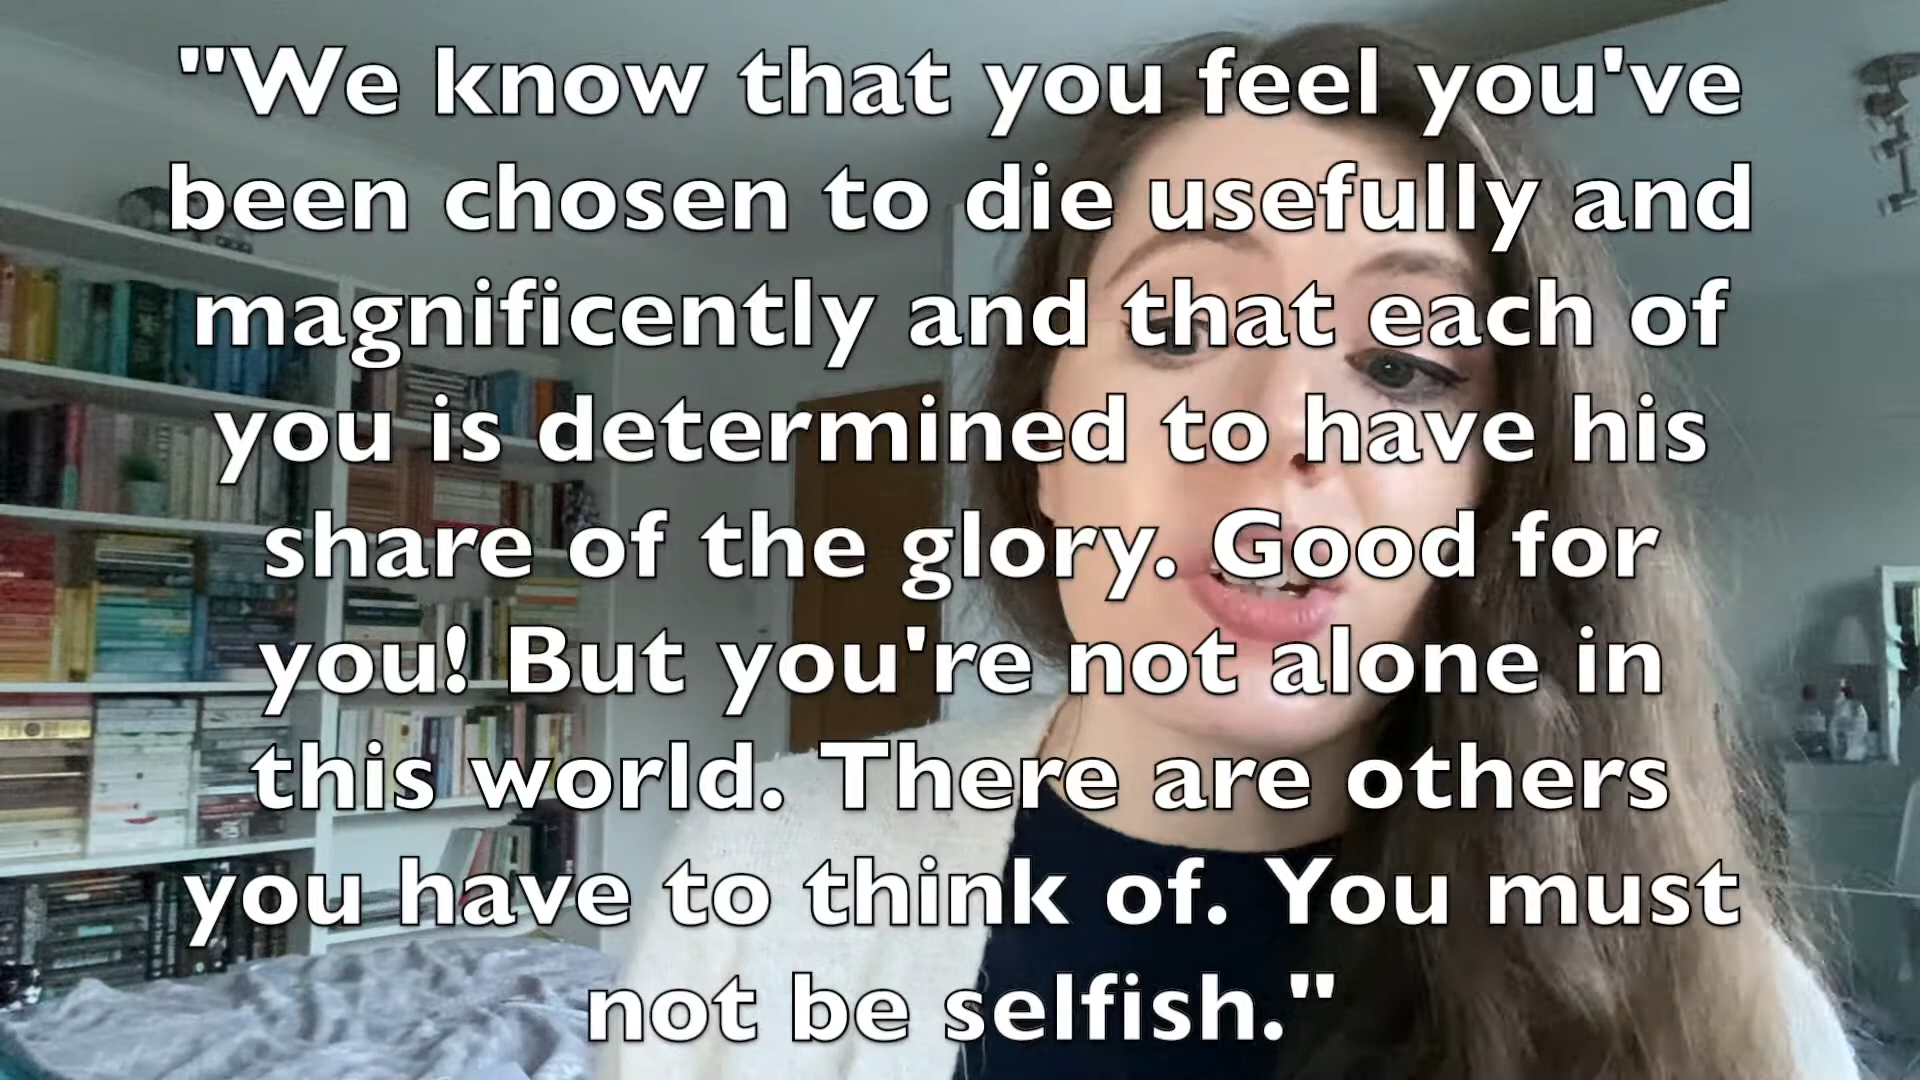 "We know that you feel you've
been chosen to die usefully and
magnificently and that each of
you is determined to have his
share of the glory. Good for
you! But you're not alone in
this world. There are others
you have to think of. You must
not be selfish."